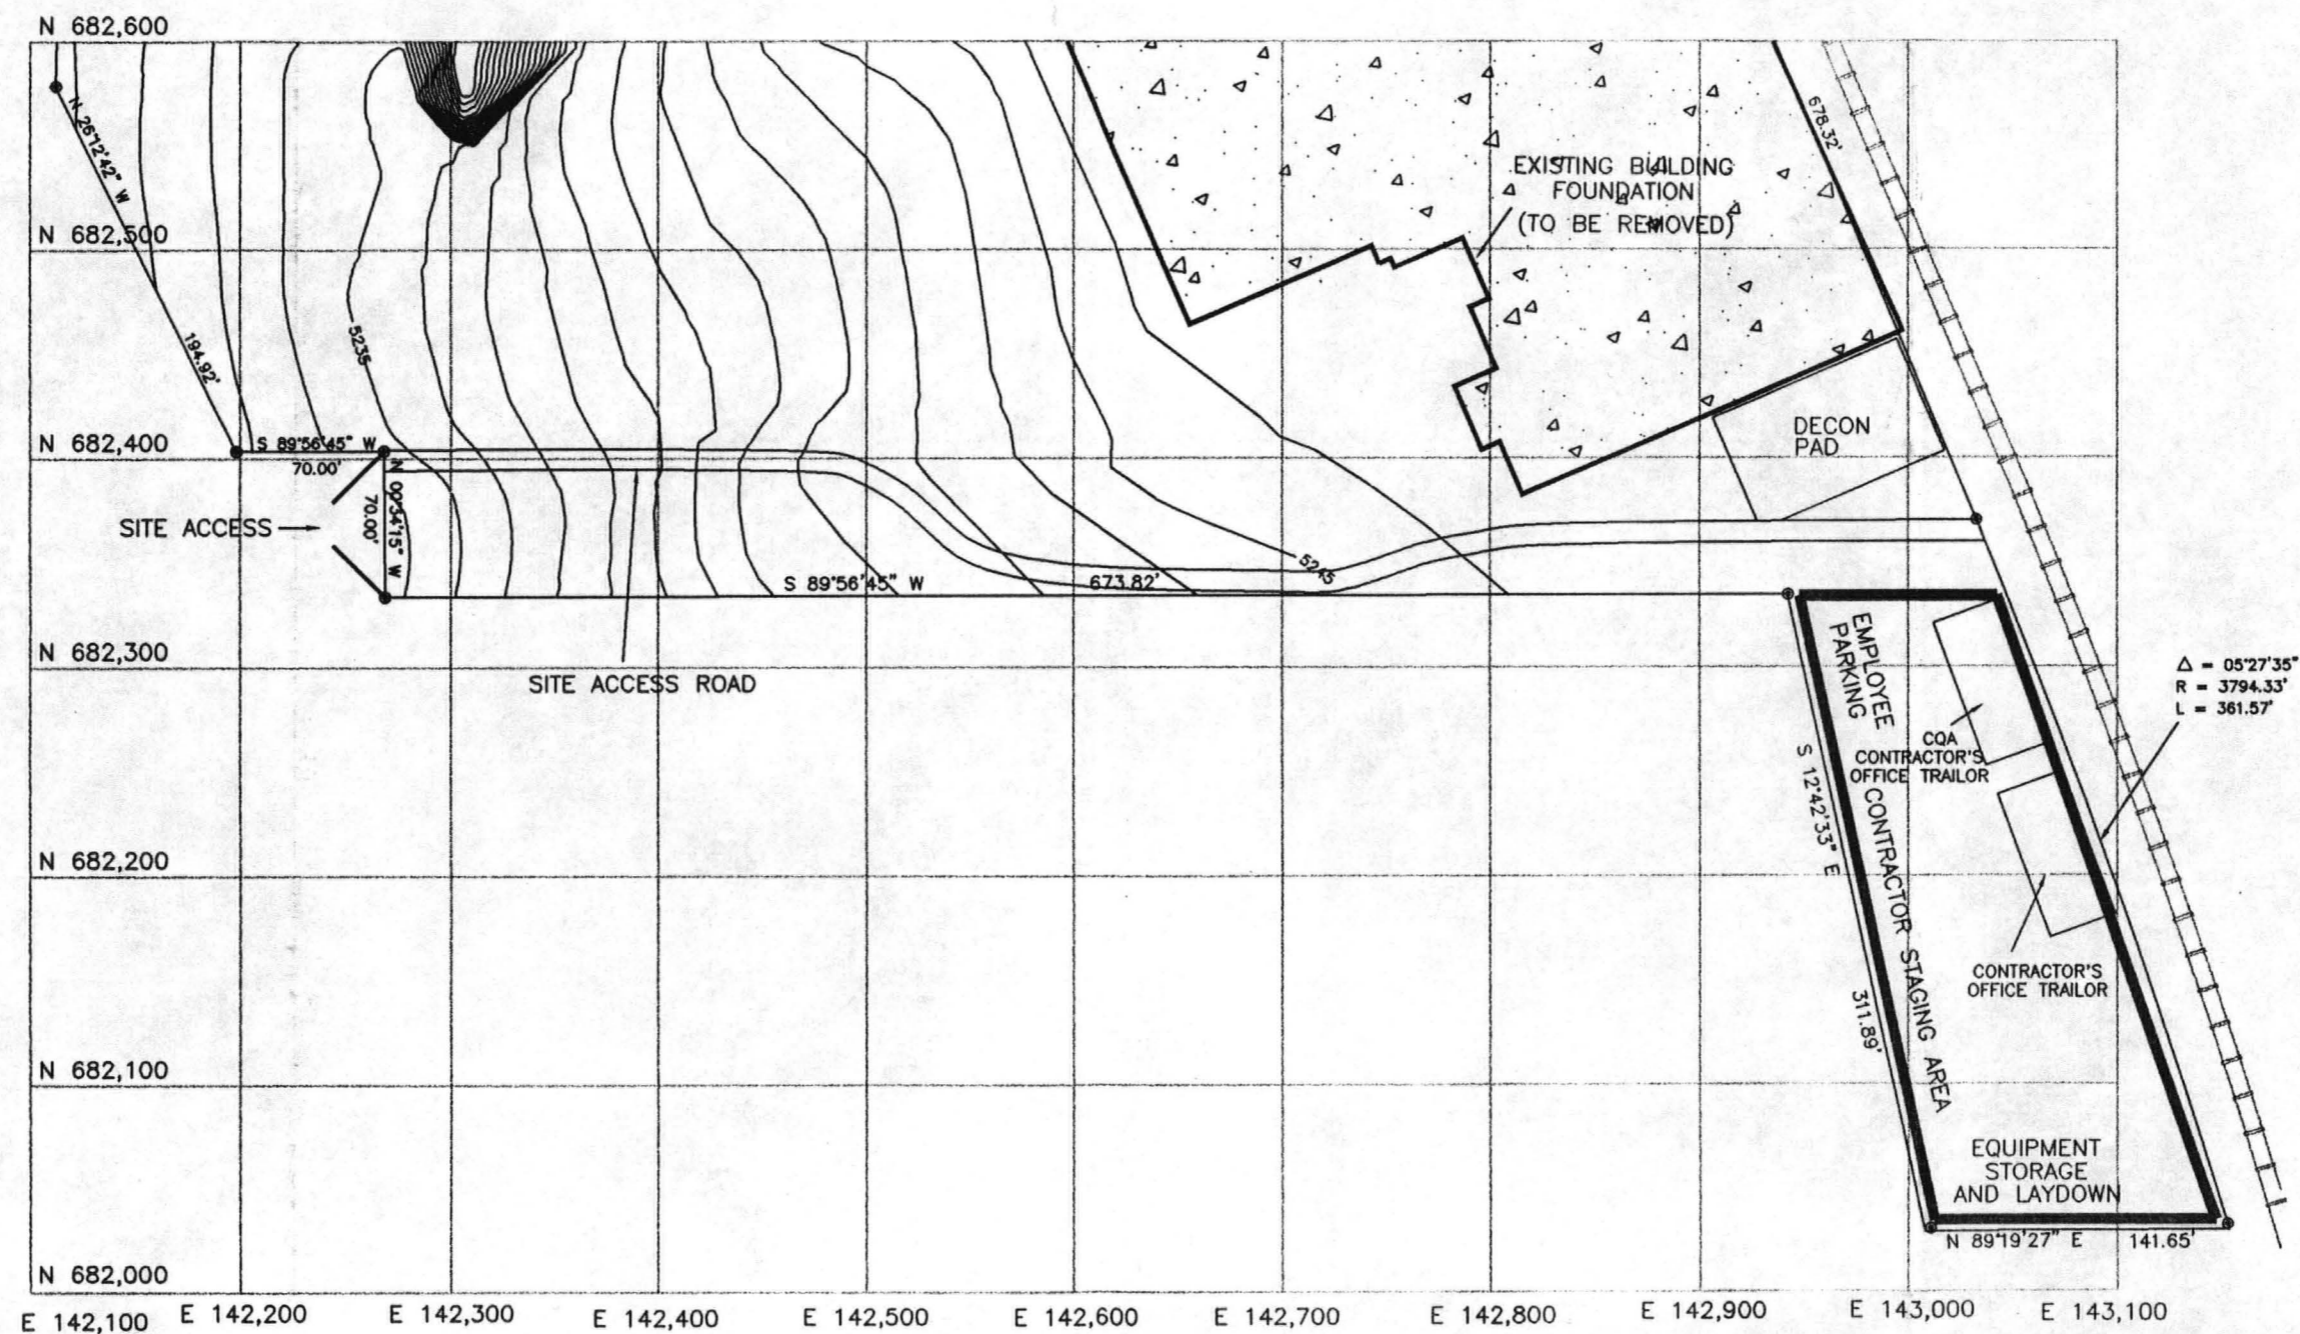 N 682,600
N 26°12'42" W
194.92'
678.32'
EXISTING BUILDING
FOUNDATION
(TO BE REMOVED)
N 682,500
5235
DECON
PAD
N 682,400
S 89°56'45" W
70.00'
N 00°34'15" W
70.00'
SITE ACCESS
5245
S 89°56'45" W
673.82'
N 682,300
SITE ACCESS ROAD
EMPLOYEE
PARKING
Δ = 05°27'35"
R = 3794.33'
L = 361.57'
CQA
CONTRACTOR'S
OFFICE TRAILOR
S 12°42'33" E
311.89'
CONTRACTOR STAGING AREA
N 682,200
CONTRACTOR'S
OFFICE TRAILOR
N 682,100
EQUIPMENT
STORAGE
AND LAYDOWN
N 89°19'27" E
141.65'
N 682,000
E 142,100
E 142,200
E 142,300
E 142,400
E 142,500
E 142,600
E 142,700
E 142,800
E 142,900
E 143,000
E 143,100